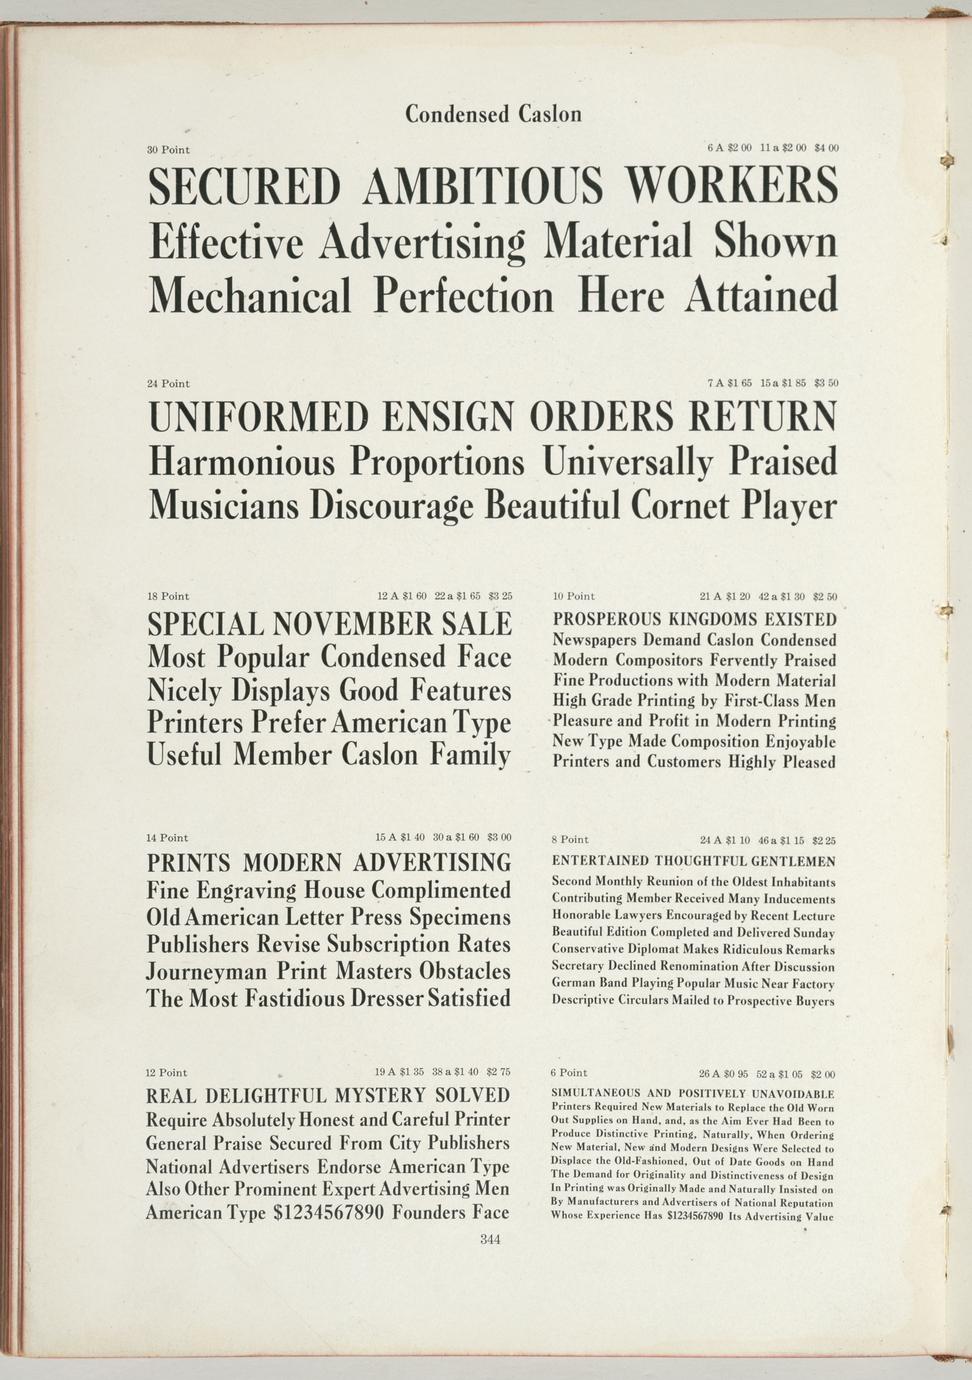 Condensed Caslon
30 Point
6 A $2 00 11 a $2 00 $4 00
SECURED AMBITIOUS WORKERS
Effective Advertising Material Shown
Mechanical Perfection Here Attained
24 Point
7 A $1 65 15 a $1 85 $3 50
UNIFORMED ENSIGN ORDERS RETURN
Harmonious Proportions Universally Praised
Musicians Discourage Beautiful Cornet Player
18 Point
12 A $1 60 22 a $1 65 $3 25
SPECIAL NOVEMBER SALE
Most Popular Condensed Face
Nicely Displays Good Features
Printers Prefer American Type
Useful Member Caslon Family
14 Point
15 A $1 40 30 a $1 60 $3 00
PRINTS MODERN ADVERTISING
Fine Engraving House Complimented
Old American Letter Press Specimens
Publishers Revise Subscription Rates
Journeyman Print Masters Obstacles
The Most Fastidious Dresser Satisfied
12 Point
19 A $1 35 38 a $1 40 $2 75
REAL DELIGHTFUL MYSTERY SOLVED
Require Absolutely Honest and Careful Printer
General Praise Secured From City Publishers
National Advertisers Endorse American Type
Also Other Prominent Expert Advertising Men
American Type $1234567890 Founders Face
10 Point
21 A $1 20 42 a $1 30 $2 50
PROSPEROUS KINGDOMS EXISTED
Newspapers Demand Caslon Condensed
Modern Compositors Fervently Praised
Fine Productions with Modern Material
High Grade Printing by First-Class Men
Pleasure and Profit in Modern Printing
New Type Made Composition Enjoyable
Printers and Customers Highly Pleased
8 Point
24 A $1 10 46 a $1 15 $2 25
ENTERTAINED THOUGHTFUL GENTLEMEN
Second Monthly Reunion of the Oldest Inhabitants
Contributing Member Received Many Inducements
Honorable Lawyers Encouraged by Recent Lecture
Beautiful Edition Completed and Delivered Sunday
Conservative Diplomat Makes Ridiculous Remarks
Secretary Declined Renomination After Discussion
German Band Playing Popular Music Near Factory
Descriptive Circulars Mailed to Prospective Buyers
6 Point
26 A $0 95 52 a $1 05 $2 00
SIMULTANEOUS AND POSITIVELY UNAVOIDABLE
Printers Required New Materials to Replace the Old Worn
Out Supplies on Hand, and, as the Aim Ever Had Been to
Produce Distinctive Printing, Naturally, When Ordering
New Material, New and Modern Designs Were Selected to
Displace the Old-Fashioned, Out of Date Goods on Hand
The Demand for Originality and Distinctiveness of Design
In Printing was Originally Made and Naturally Insisted on
By Manufacturers and Advertisers of National Reputation
Whose Experience Has $1234567890 Its Advertising Value
344